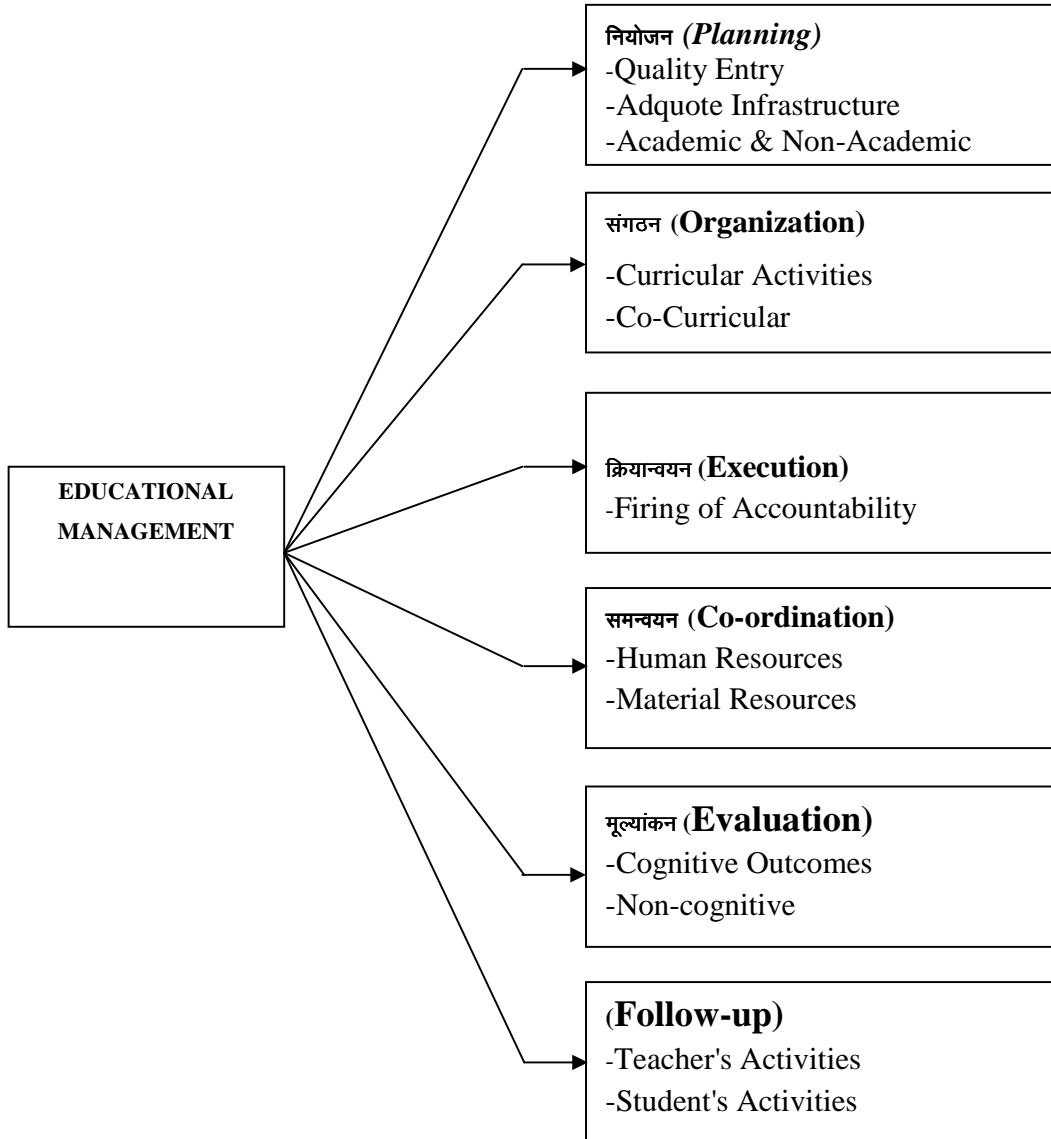 नियोजन (Planning)
-Quality Entry
-Adquote Infrastructure
-Academic & Non-Academic
संगठन (Organization)
-Curricular Activities
-Co-Curricular
क्रियान्वयन (Execution)
-Firing of Accountability
EDUCATIONAL
MANAGEMENT
समन्वयन (Co-ordination)
-Human Resources
-Material Resources
मूल्यांकन (Evaluation)
-Cognitive Outcomes
-Non-cognitive
(Follow-up)
-Teacher's Activities
-Student's Activities